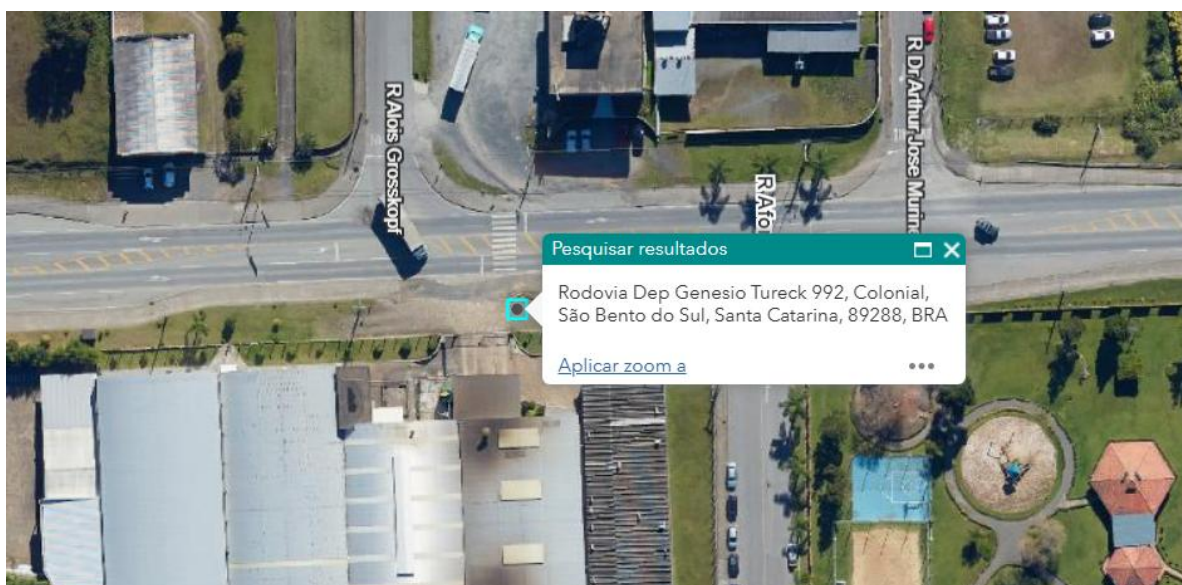 R Alois Grosskopf
R Dr Arthur Jose Murino
R Afo
Pesquisar resultados
Rodovia Dep Genesio Tureck 992, Colonial,
São Bento do Sul, Santa Catarina, 89288, BRA
Aplicar zoom a